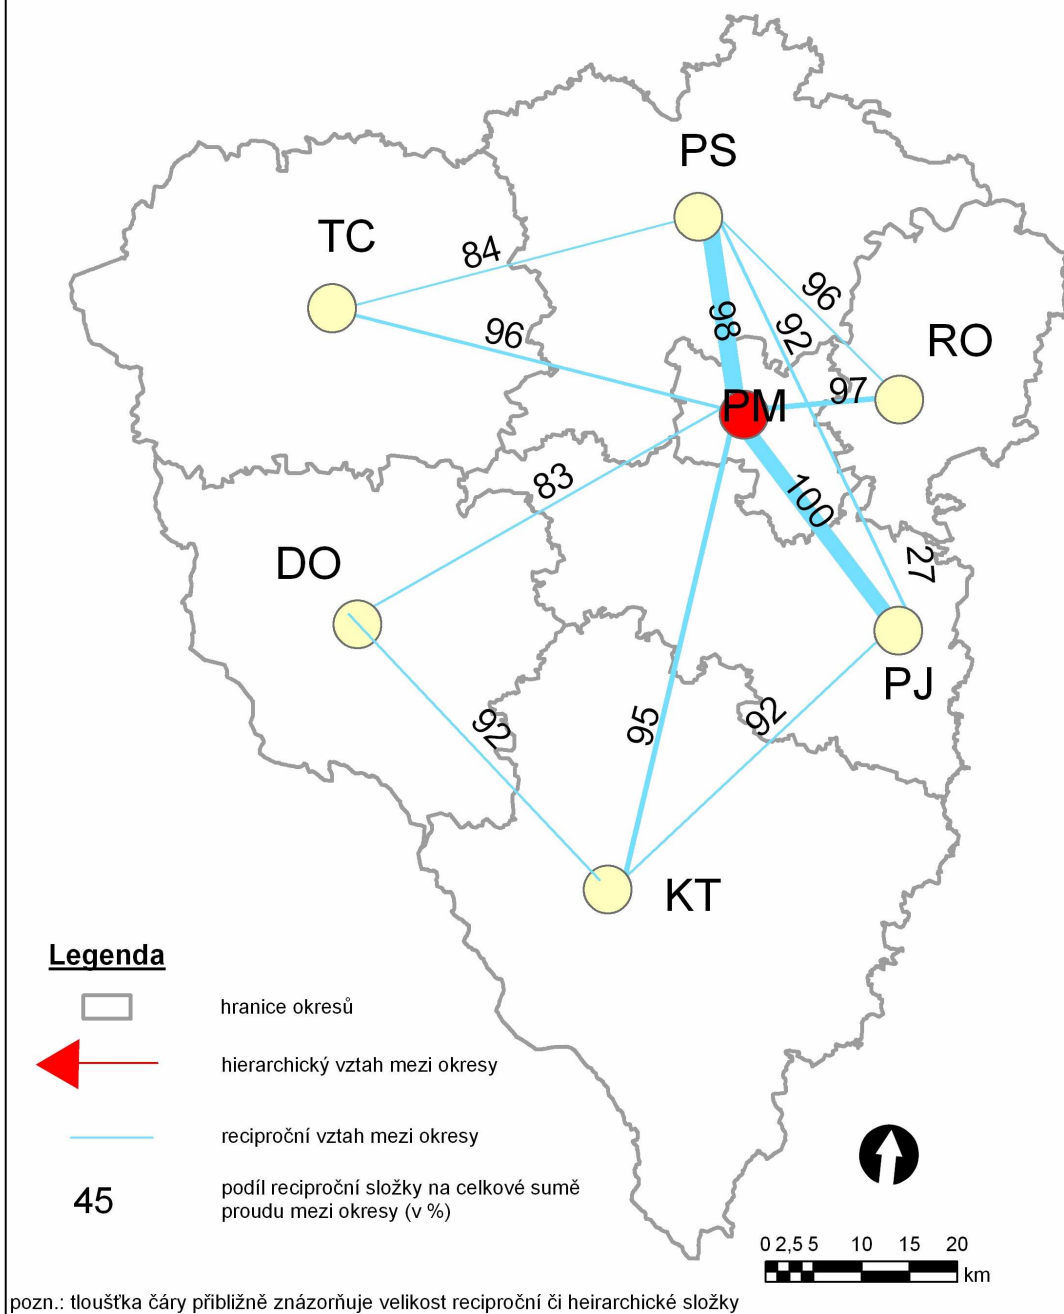 PS
TC
84
96
96
98
92
RO
PM
97
83
100
DO
27
PJ
92
95
92
KT
Legenda
hranice okresů
hierarchický vztah mezi okresy
reciproční vztah mezi okresy
45
podíl reciproční složky na celkové sumě
proudu mezi okresy (v %)
0 2,5 5 10 15 20
km
pozn.: tloušťka čáry přibližně znázorňuje velikost reciproční či heirarchické složky